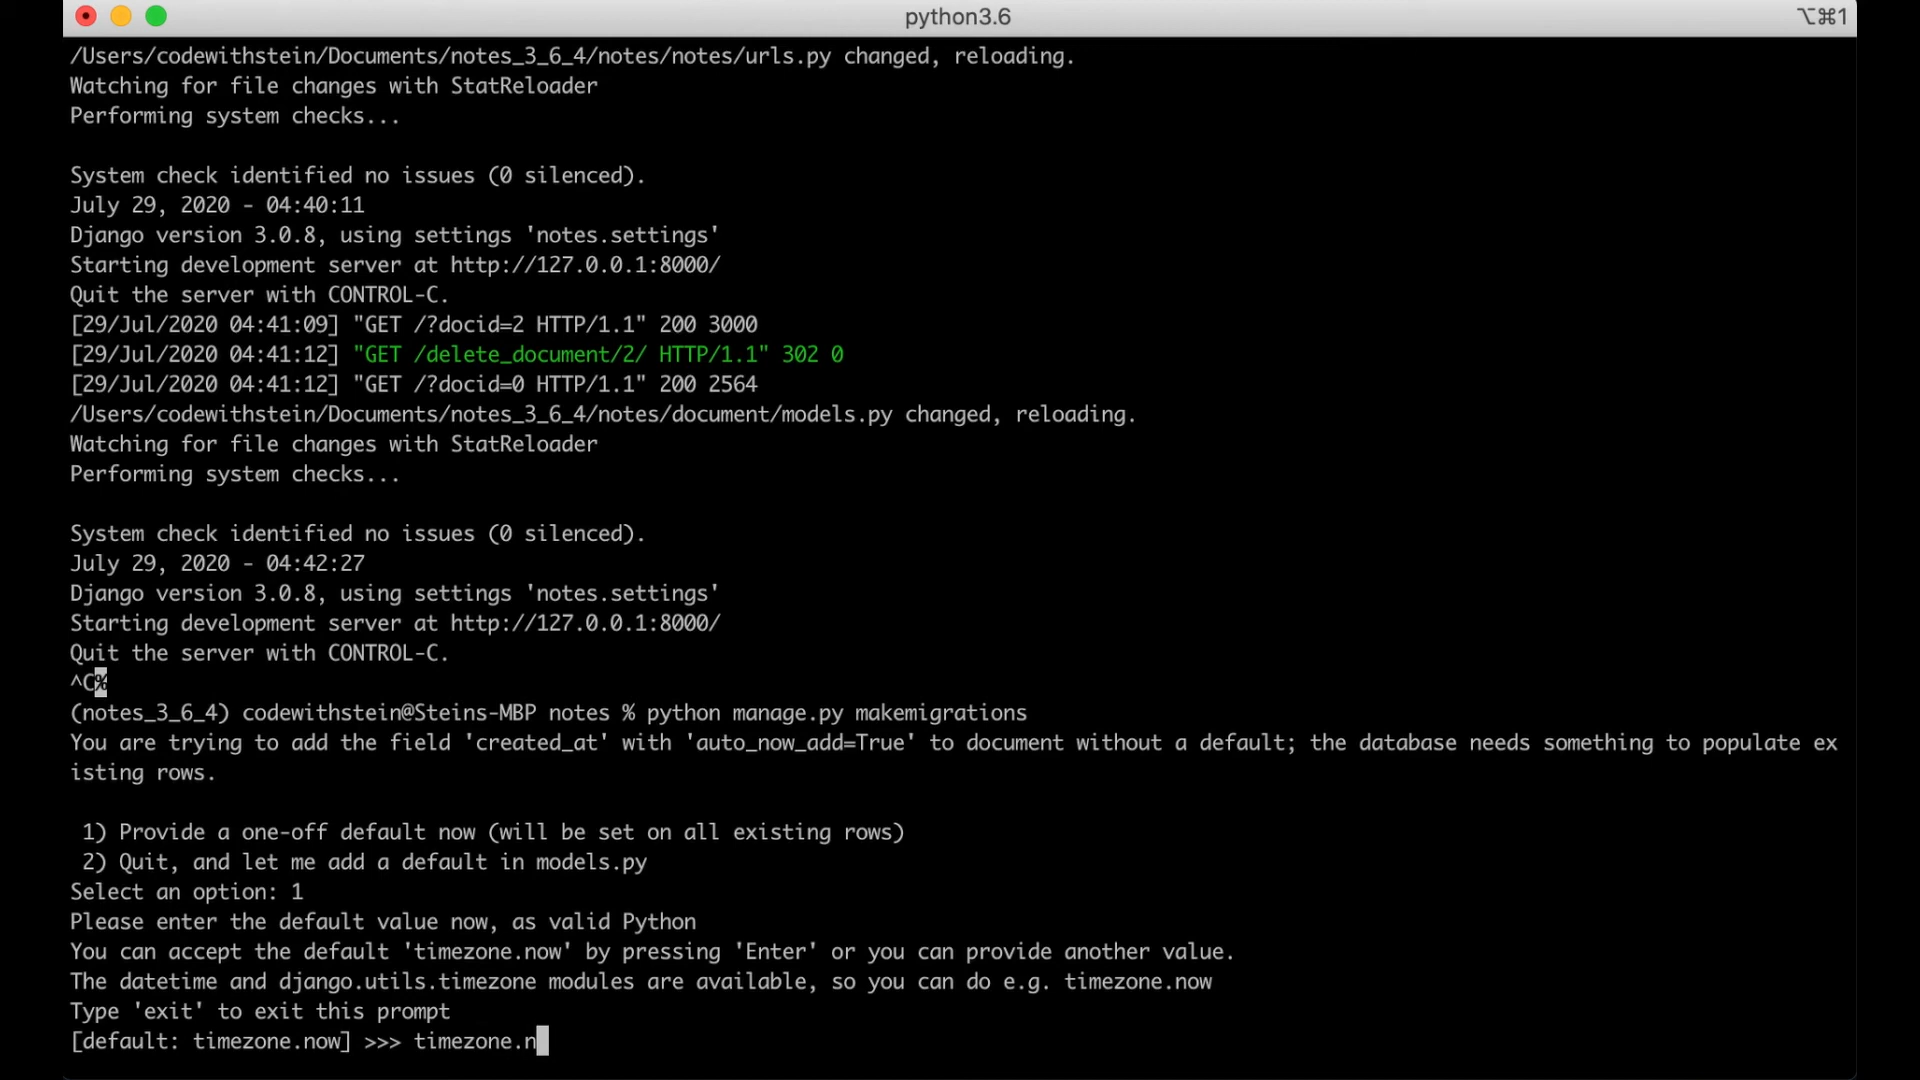 python3.6
⌥⌘1
/Users/codewithstein/Documents/notes_3_6_4/notes/notes/urls.py changed, reloading.
Watching for file changes with StatReloader
Performing system checks...
System check identified no issues (0 silenced).
July 29, 2020 - 04:40:11
Django version 3.0.8, using settings 'notes.settings'
Starting development server at http://127.0.0.1:8000/
Quit the server with CONTROL-C.
[29/Jul/2020 04:41:09] "GET /?docid=2 HTTP/1.1" 200 3000
[29/Jul/2020 04:41:12] "GET /delete_document/2/ HTTP/1.1" 302 0
[29/Jul/2020 04:41:12] "GET /?docid=0 HTTP/1.1" 200 2564
/Users/codewithstein/Documents/notes_3_6_4/notes/document/models.py changed, reloading.
Watching for file changes with StatReloader
Performing system checks...
System check identified no issues (0 silenced).
July 29, 2020 - 04:42:27
Django version 3.0.8, using settings 'notes.settings'
Starting development server at http://127.0.0.1:8000/
Quit the server with CONTROL-C.
^C%
(notes_3_6_4) codewithstein@Steins-MBP notes % python manage.py makemigrations
You are trying to add the field 'created_at' with 'auto_now_add=True' to document without a default; the database needs something to populate ex
isting rows.
1) Provide a one-off default now (will be set on all existing rows)
2) Quit, and let me add a default in models.py
Select an option: 1
Please enter the default value now, as valid Python
You can accept the default 'timezone.now' by pressing 'Enter' or you can provide another value.
The datetime and django.utils.timezone modules are available, so you can do e.g. timezone.now
Type 'exit' to exit this prompt
[default: timezone.now] >>> timezone.n